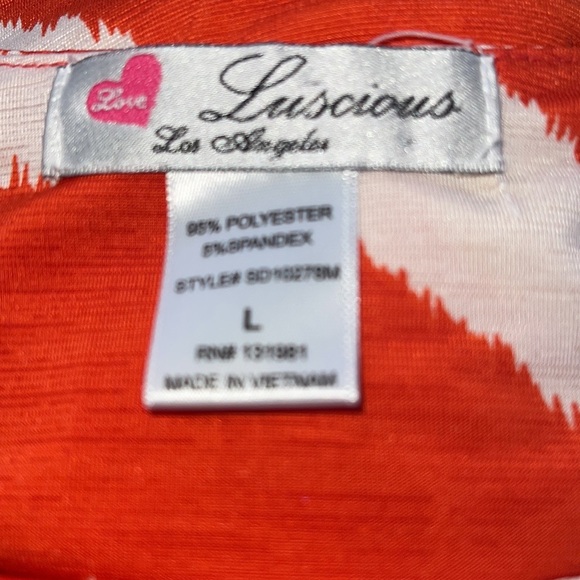 Love
Luscious
Los Angeles
95% POLYESTER
5%SPANDEX
STYLE# SD10278M
L
RN# 131981
MADE IN VIETNAM